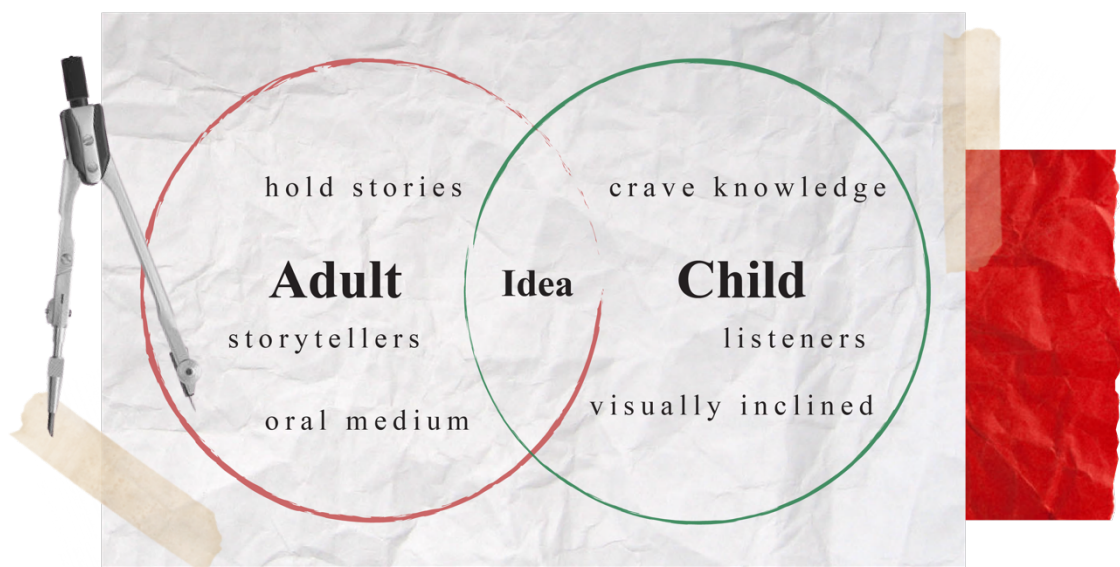 hold stories
crave knowledge
Adult
Idea
Child
storytellers
listeners
visually inclined
oral medium